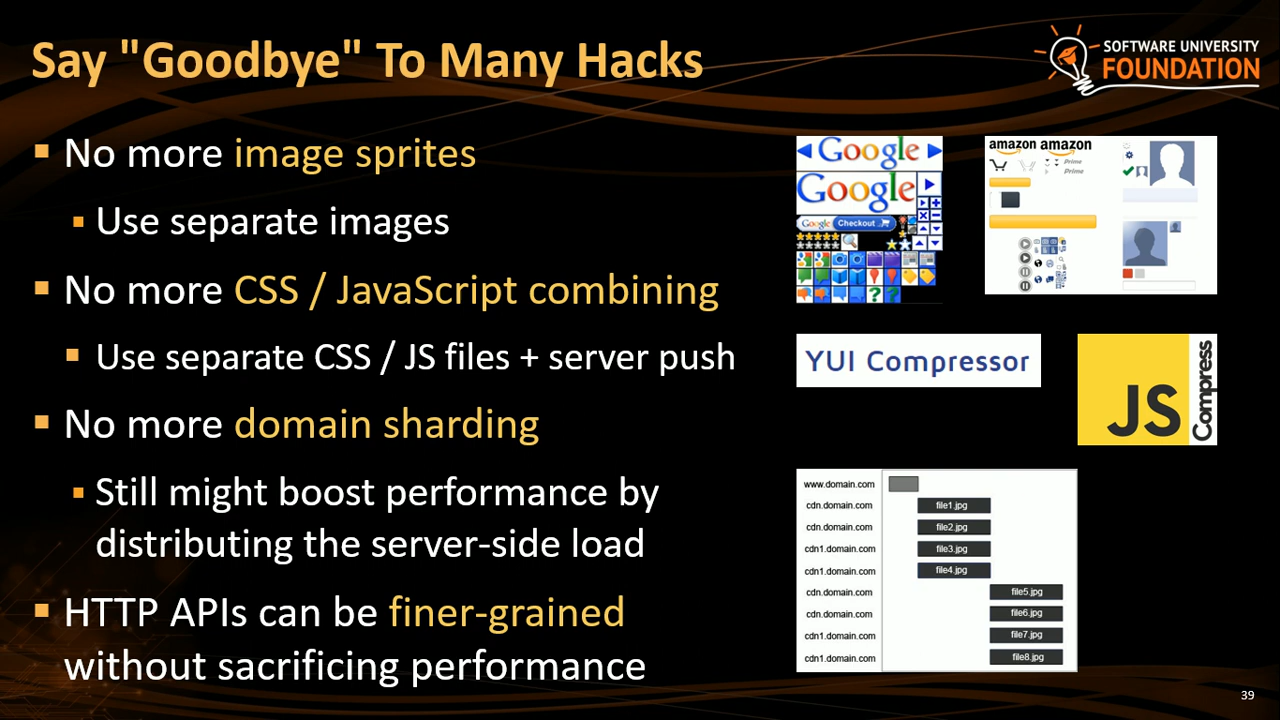 Say "Goodbye" To Many Hacks
SOFTWARE UNIVERSITY
FOUNDATION
No more image sprites
Use separate images
No more CSS / JavaScript combining
Use separate CSS / JS files + server push
No more domain sharding
Still might boost performance by
distributing the server-side load
HTTP APIs can be finer-grained
without sacrificing performance
Google
Google
Google Checkout
amazon amazon
Prime
Prime
YUI Compressor
JS
Compress
www.domain.com
cdn.domain.com file1.jpg
cdn.domain.com file2.jpg
cdn1.domain.com file3.jpg
cdn1.domain.com file4.jpg
cdn.domain.com file5.jpg
cdn.domain.com file6.jpg
cdn1.domain.com file7.jpg
cdn1.domain.com file8.jpg
39